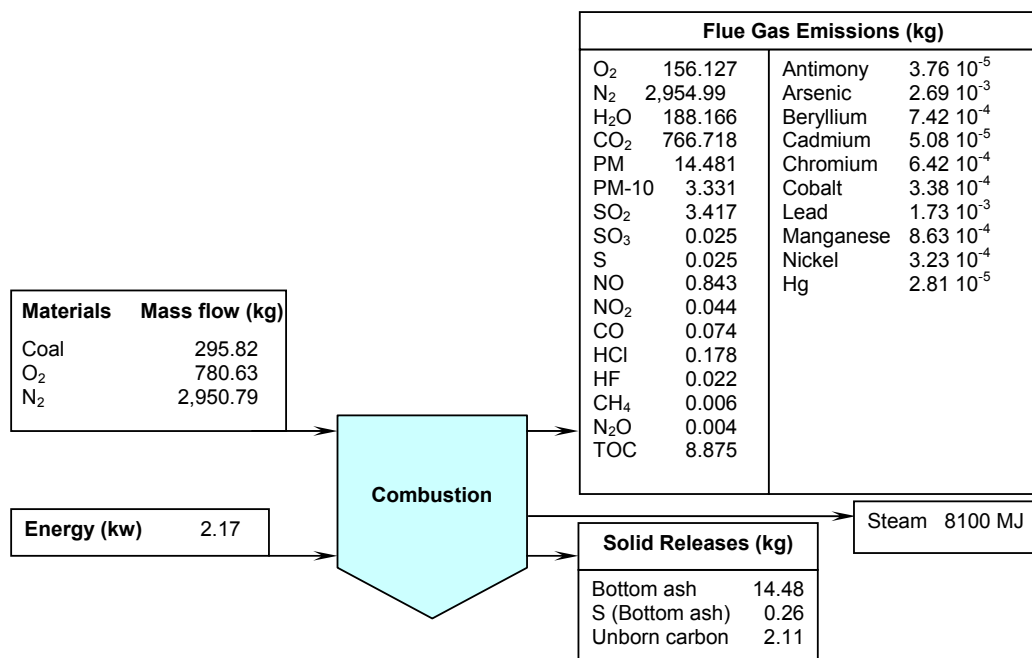 Flue Gas Emissions (kg)
O₂ 156.127 Antimony 3.76 10⁻⁵
N₂ 2,954.99 Arsenic 2.69 10⁻³
H₂O 188.166 Beryllium 7.42 10⁻⁴
CO₂ 766.718 Cadmium 5.08 10⁻⁵
PM 14.481 Chromium 6.42 10⁻⁴
PM-10 3.331 Cobalt 3.38 10⁻⁴
SO₂ 3.417 Lead 1.73 10⁻³
SO₃ 0.025 Manganese 8.63 10⁻⁴
S 0.025 Nickel 3.23 10⁻⁴
NO 0.843 Hg 2.81 10⁻⁵
NO₂ 0.044
CO 0.074
HCl 0.178
HF 0.022
CH₄ 0.006
N₂O 0.004
TOC 8.875
Materials Mass flow (kg)
Coal 295.82
O₂ 780.63
N₂ 2,950.79
Combustion
Energy (kw) 2.17
Steam 8100 MJ
Solid Releases (kg)
Bottom ash 14.48
S (Bottom ash) 0.26
Unborn carbon 2.11